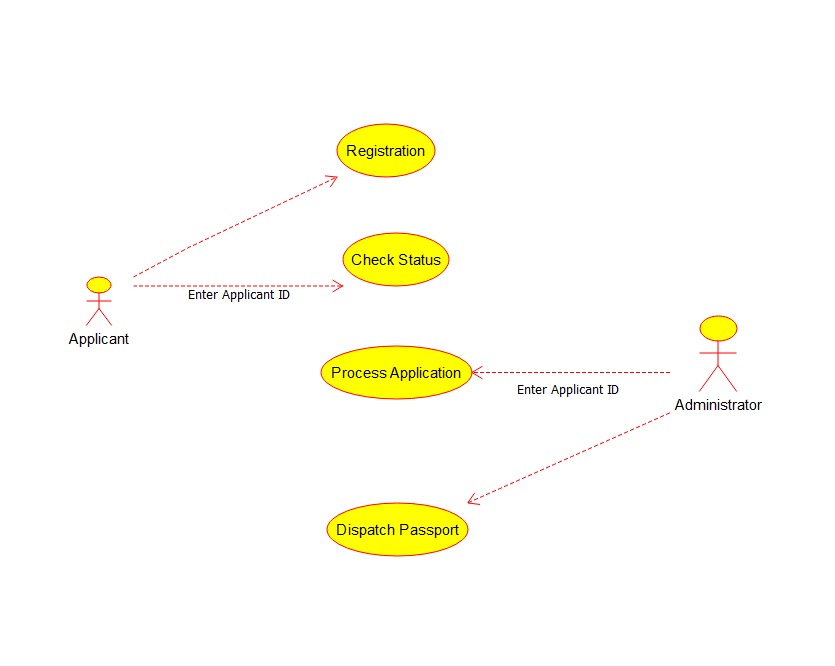 Registration
Check Status
Enter Applicant ID
Applicant
Process Application
Enter Applicant ID
Administrator
Dispatch Passport